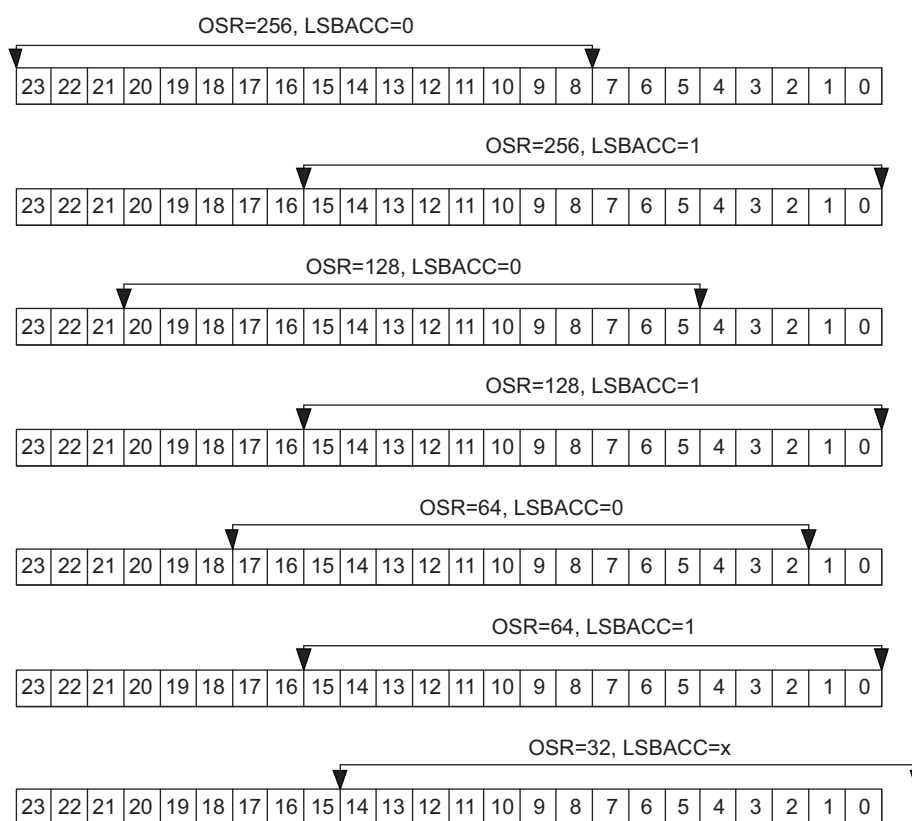 OSR=256, LSBACC=0
23 22 21 20 19 18 17 16 15 14 13 12 11 10 9 8 7 6 5 4 3 2 1 0
OSR=256, LSBACC=1
23 22 21 20 19 18 17 16 15 14 13 12 11 10 9 8 7 6 5 4 3 2 1 0
OSR=128, LSBACC=0
23 22 21 20 19 18 17 16 15 14 13 12 11 10 9 8 7 6 5 4 3 2 1 0
OSR=128, LSBACC=1
23 22 21 20 19 18 17 16 15 14 13 12 11 10 9 8 7 6 5 4 3 2 1 0
OSR=64, LSBACC=0
23 22 21 20 19 18 17 16 15 14 13 12 11 10 9 8 7 6 5 4 3 2 1 0
OSR=64, LSBACC=1
23 22 21 20 19 18 17 16 15 14 13 12 11 10 9 8 7 6 5 4 3 2 1 0
OSR=32, LSBACC=x
23 22 21 20 19 18 17 16 15 14 13 12 11 10 9 8 7 6 5 4 3 2 1 0